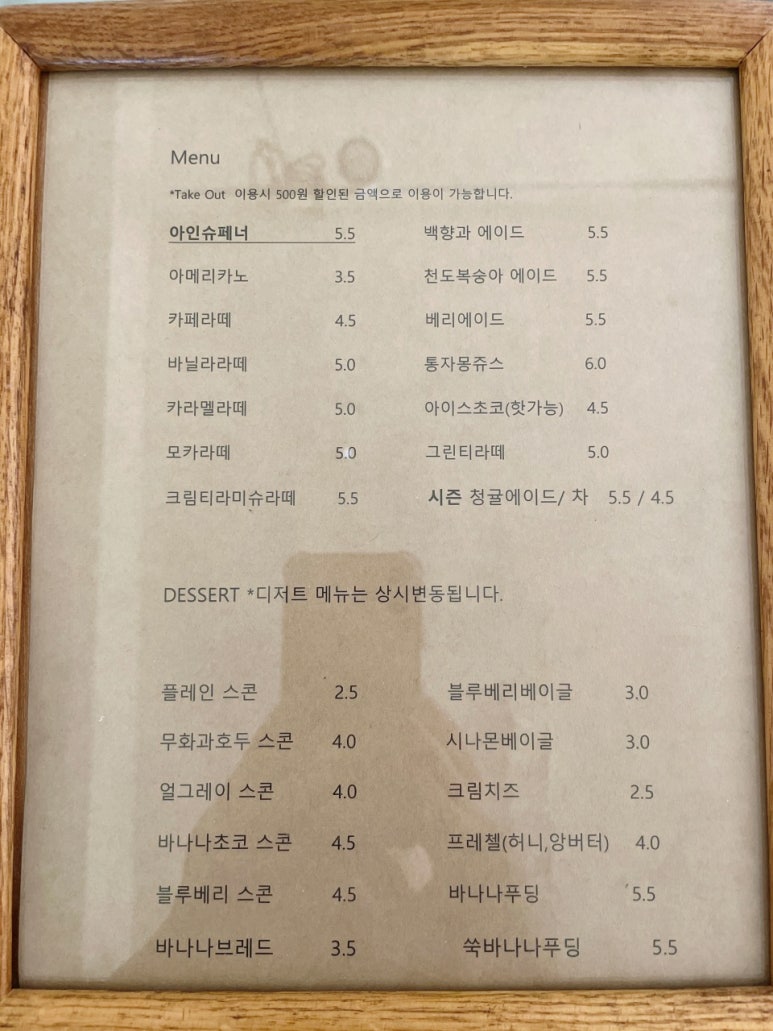 Menu
*Take Out 이용시 500원 할인된 금액으로 이용이 가능합니다.
아인슈페너 5.5 백향과 에이드 5.5
아메리카노 3.5 천도복숭아 에이드 5.5
카페라떼 4.5 베리에이드 5.5
바닐라라떼 5.0 통자몽쥬스 6.0
카라멜라떼 5.0 아이스초코(핫가능) 4.5
모카라떼 5.0 그린티라떼 5.0
크림티라미슈라떼 5.5 시즌 청귤에이드/ 차 5.5 / 4.5
DESSERT *디저트 메뉴는 상시변동됩니다.
플레인 스콘 2.5 블루베리베이글 3.0
무화과호두 스콘 4.0 시나몬베이글 3.0
얼그레이 스콘 4.0 크림치즈 2.5
바나나초코 스콘 4.5 프레첼(허니,앙버터) 4.0
블루베리 스콘 4.5 바나나푸딩 5.5
바나나브레드 3.5 쑥바나나푸딩 5.5